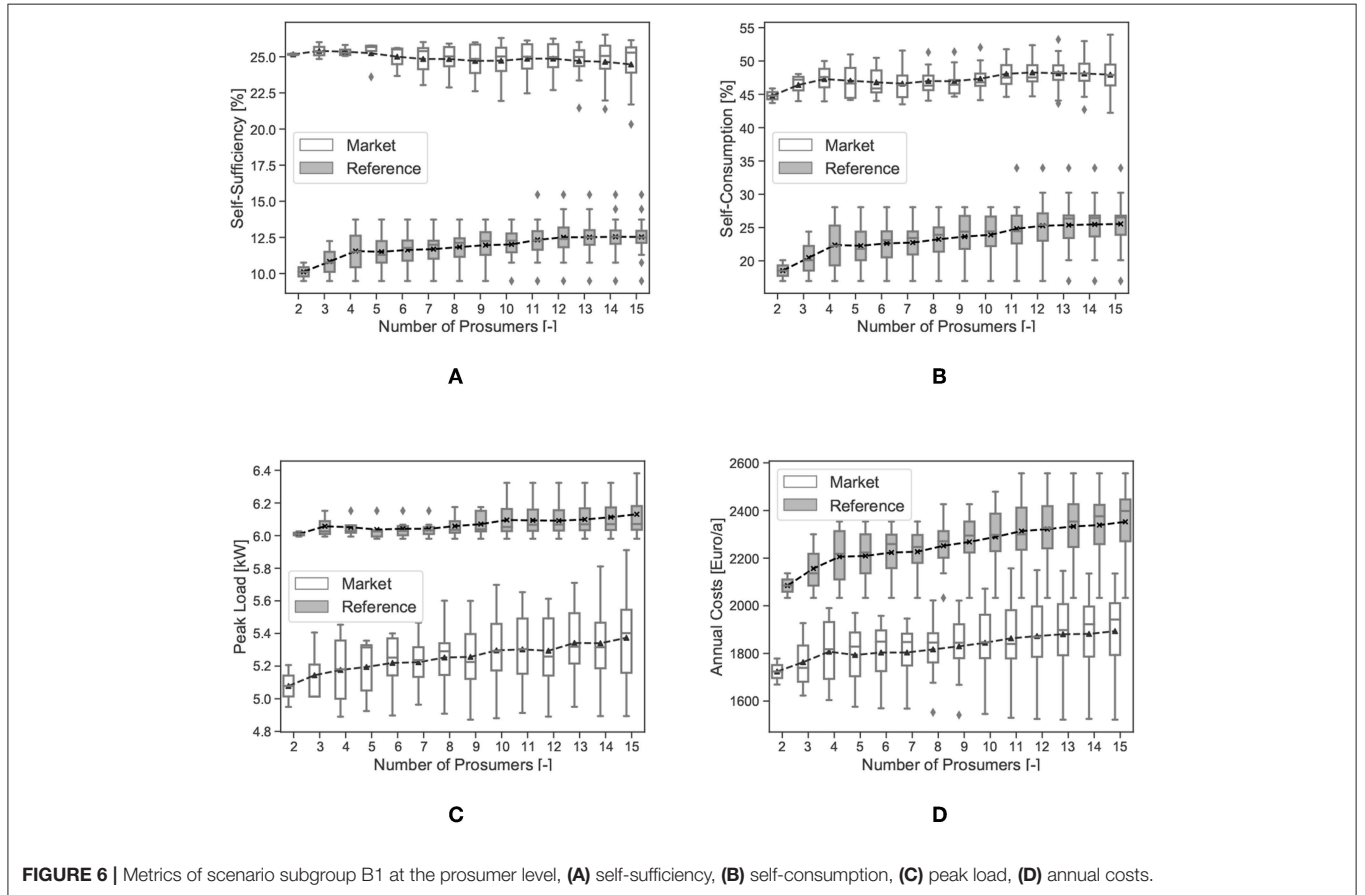 25.0
22.5
20.0
17.5
15.0
12.5
10.0
Self-Sufficiency [%]
Market
Reference
2 3 4 5 6 7 8 9 10 11 12 13 14 15
Number of Prosumers [-]
A
55
50
45
40
35
30
25
20
Self-Consumption [%]
Market
Reference
2 3 4 5 6 7 8 9 10 11 12 13 14 15
Number of Prosumers [-]
B
6.4
6.2
6.0
5.8
5.6
5.4
5.2
5.0
4.8
Peak Load [kW]
Market
Reference
2 3 4 5 6 7 8 9 10 11 12 13 14 15
Number of Prosumers [-]
C
2600
2400
2200
2000
1800
1600
Annual Costs [Euro/a]
Market
Reference
2 3 4 5 6 7 8 9 10 11 12 13 14 15
Number of Prosumers [-]
D
FIGURE 6 | Metrics of scenario subgroup B1 at the prosumer level, (A) self-sufficiency, (B) self-consumption, (C) peak load, (D) annual costs.